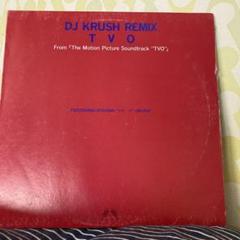 DJ KRUSH REMIX
T V O
From「The Motion Picture Soundtrack "TVO"」